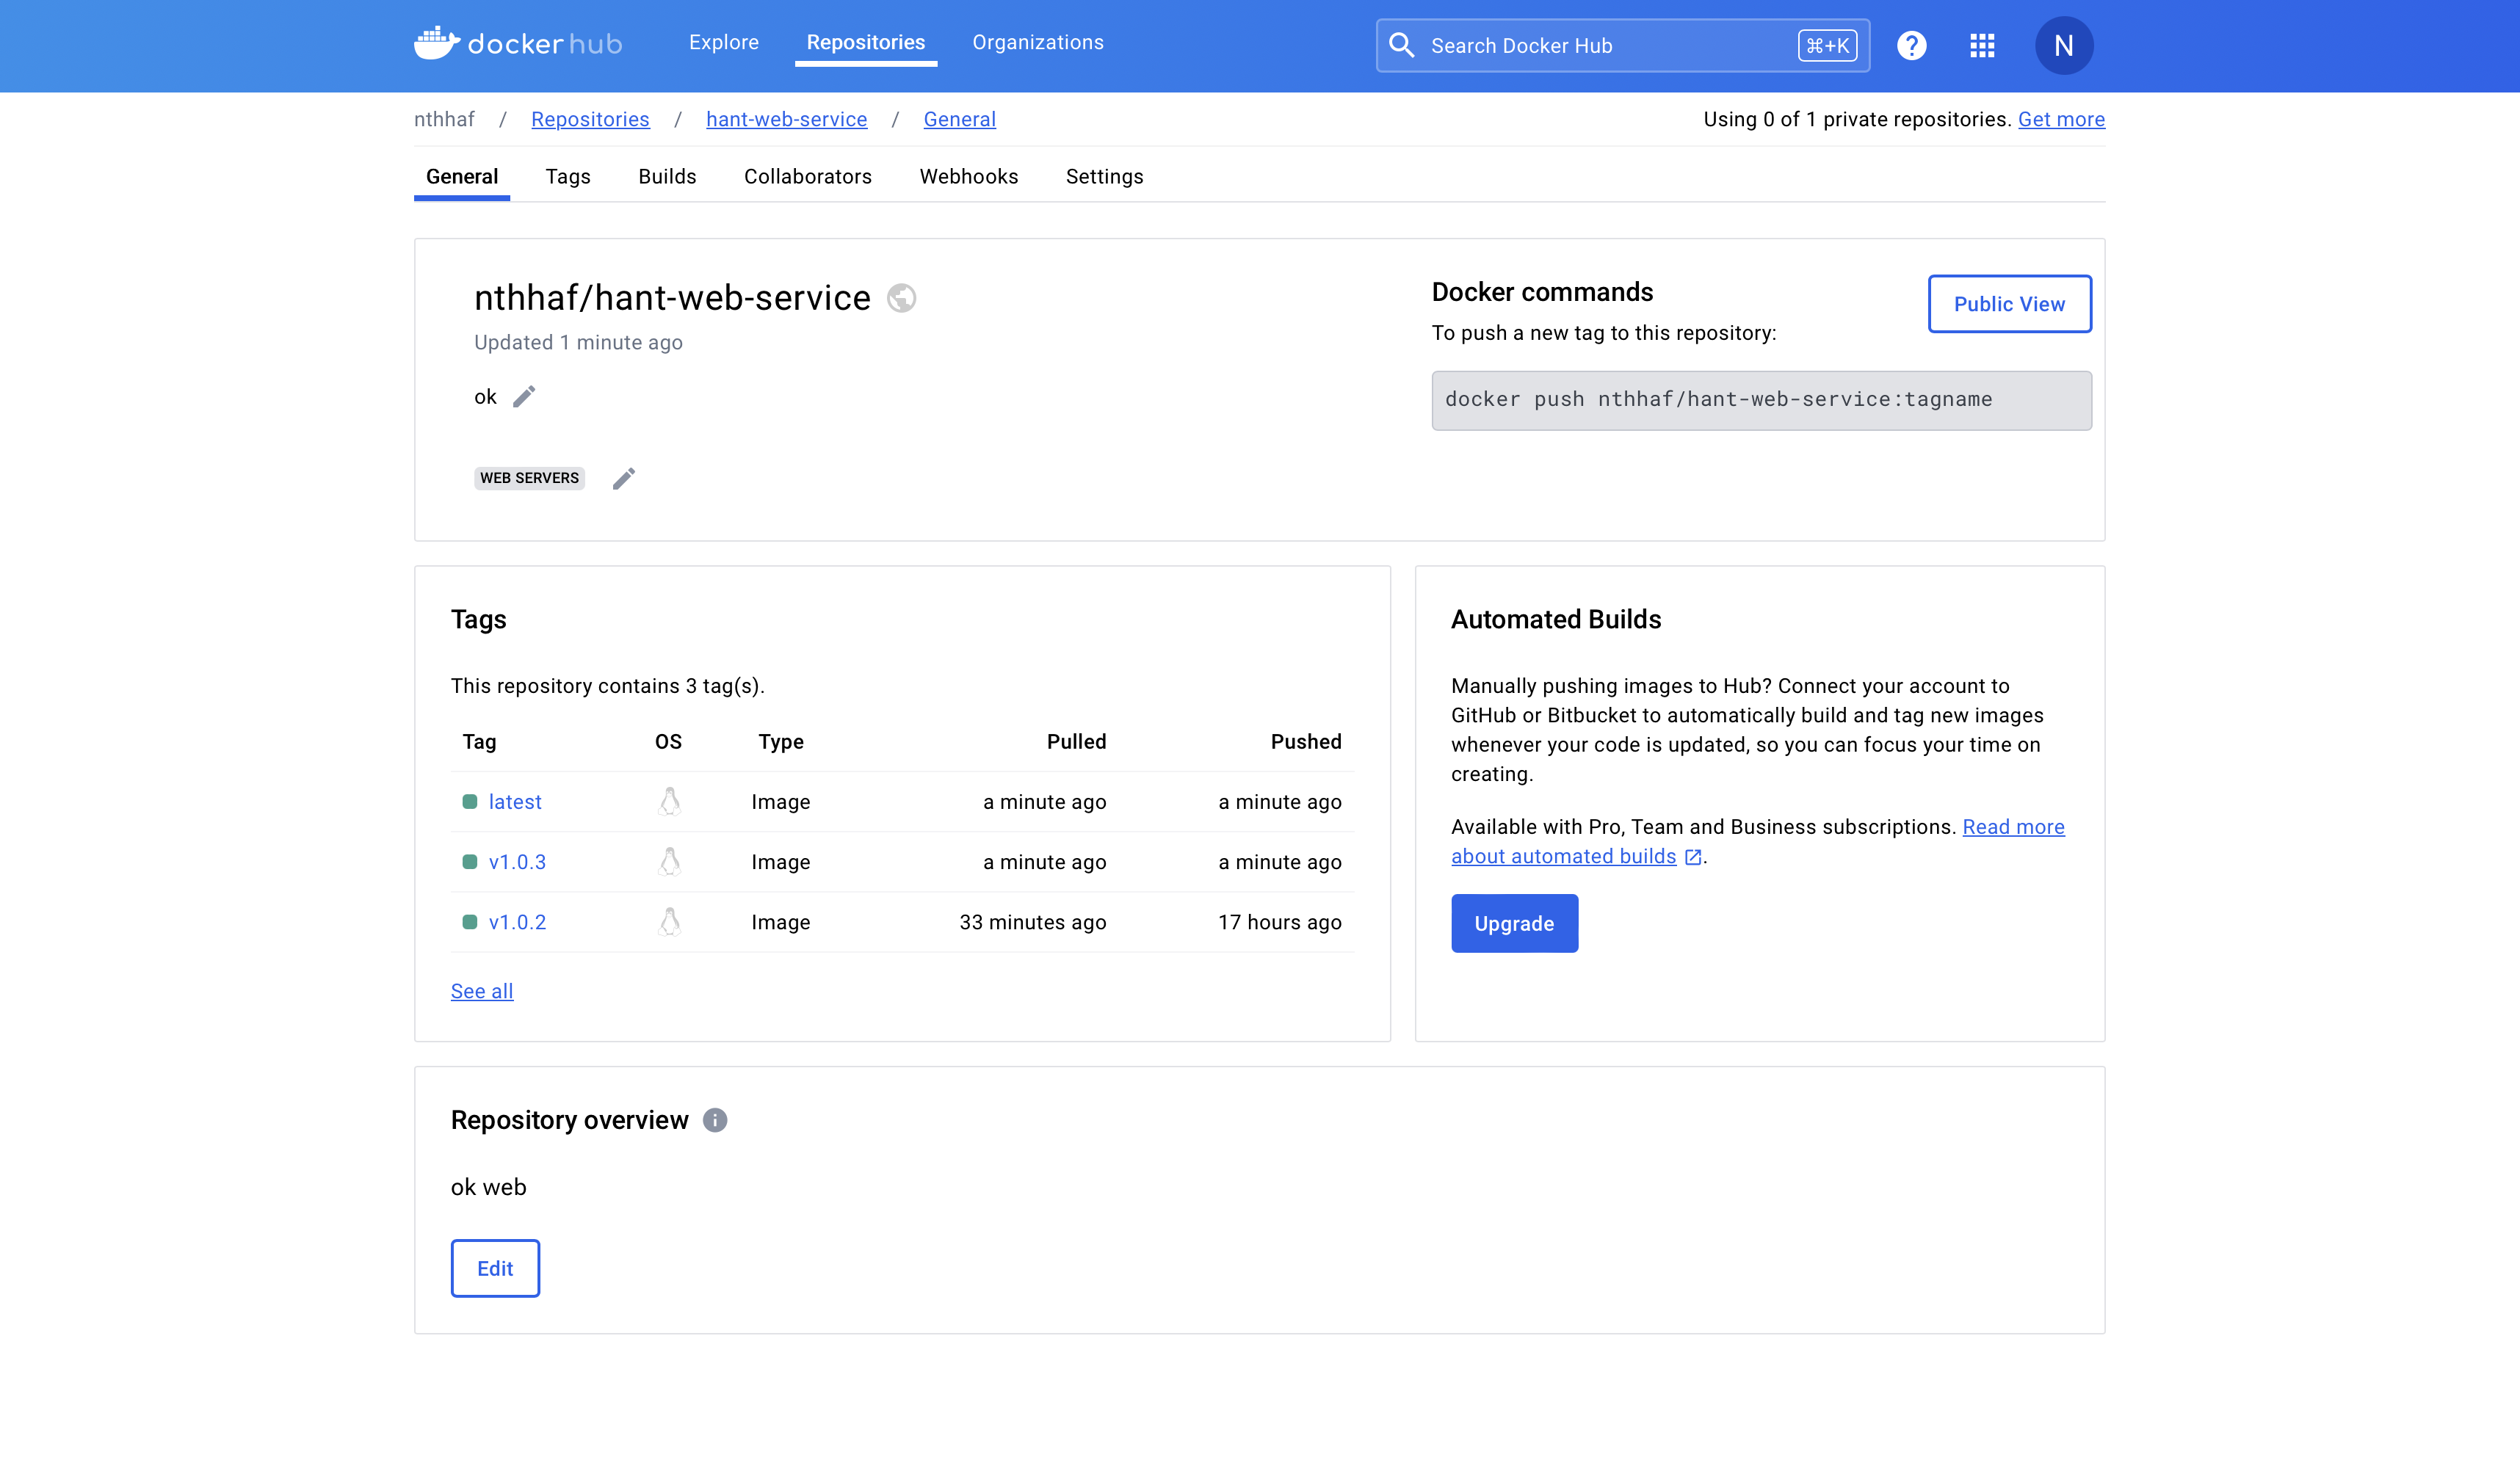 docker hub Explore Repositories Organizations Search Docker Hub ⌘+K ? N
nthhaf / Repositories / hant-web-service / General Using 0 of 1 private repositories. Get more
General Tags Builds Collaborators Webhooks Settings
nthhaf/hant-web-service
Updated 1 minute ago
ok
WEB SERVERS
Docker commands
Public View
To push a new tag to this repository:
docker push nthhaf/hant-web-service:tagname
Tags
This repository contains 3 tag(s).
Tag OS Type Pulled Pushed
latest Image a minute ago a minute ago
v1.0.3 Image a minute ago a minute ago
v1.0.2 Image 33 minutes ago 17 hours ago
See all
Automated Builds
Manually pushing images to Hub? Connect your account to
GitHub or Bitbucket to automatically build and tag new images
whenever your code is updated, so you can focus your time on
creating.
Available with Pro, Team and Business subscriptions. Read more
about automated builds .
Upgrade
Repository overview i
ok web
Edit